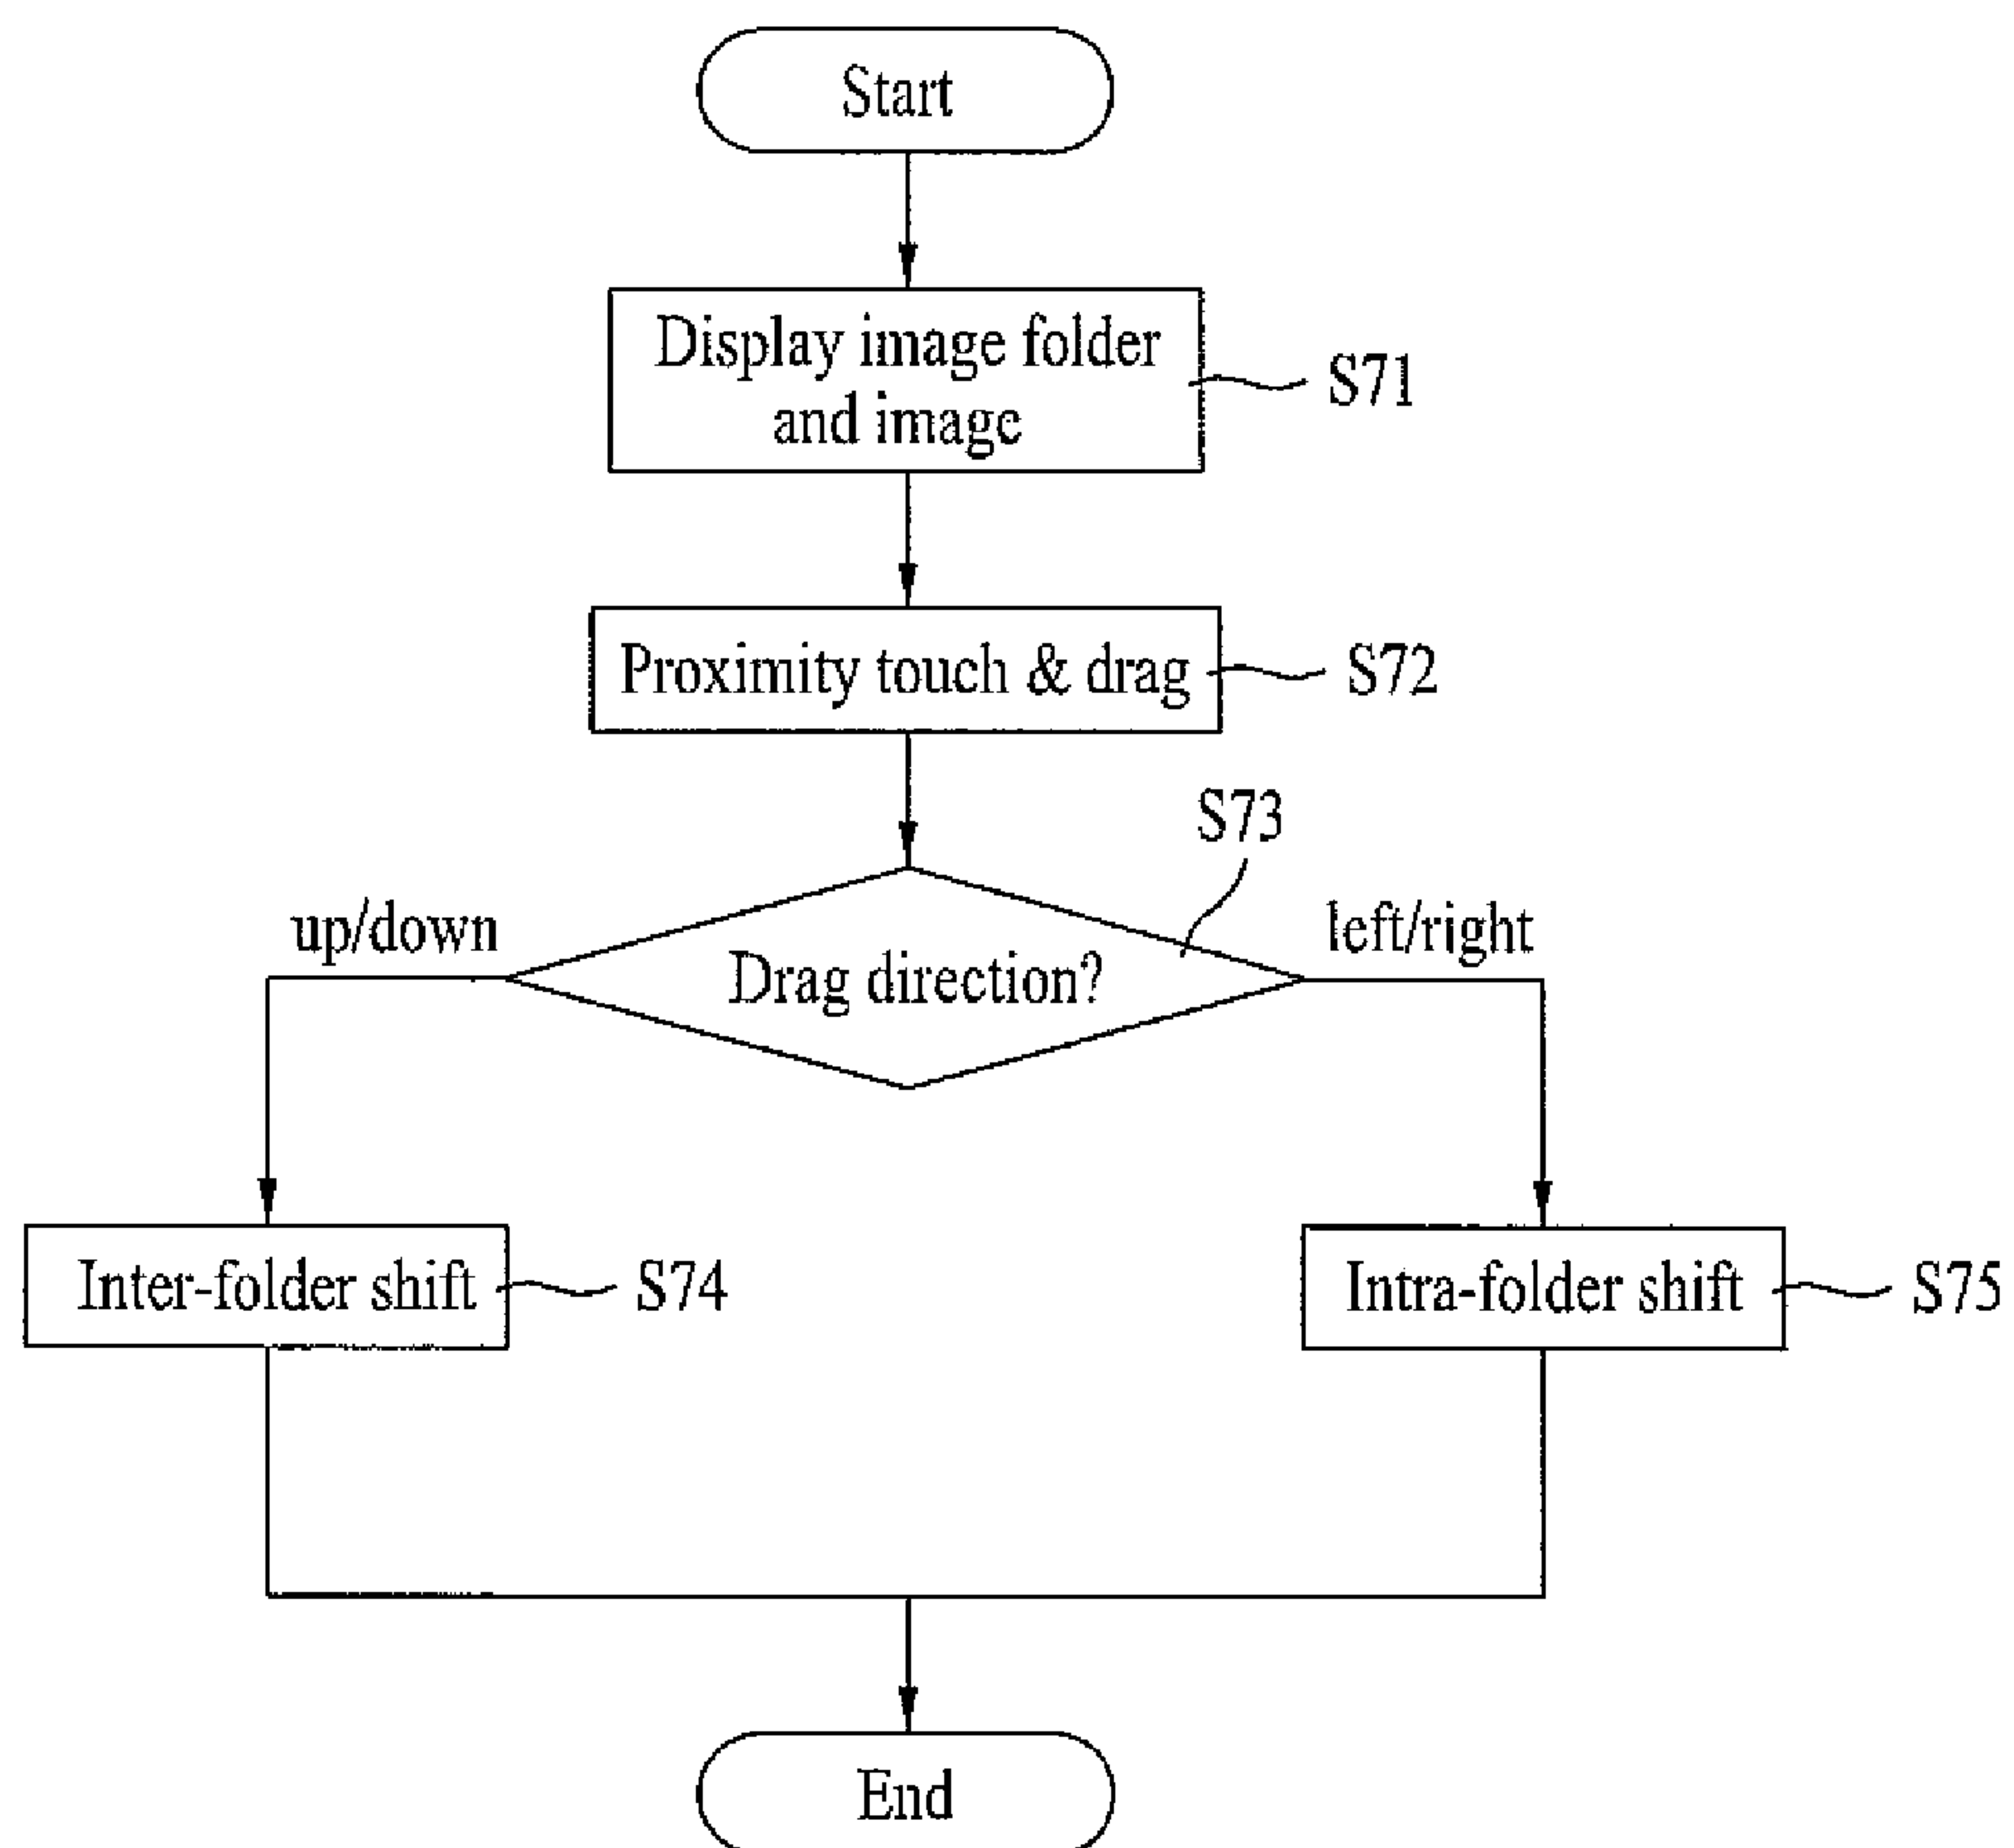 Start
Display image folder
and image
S71
Proximity touch & drag
S72
S73
up/down
left/right
Drag direction?
Inter-folder shift
S74
Intra-folder shift
S75
End